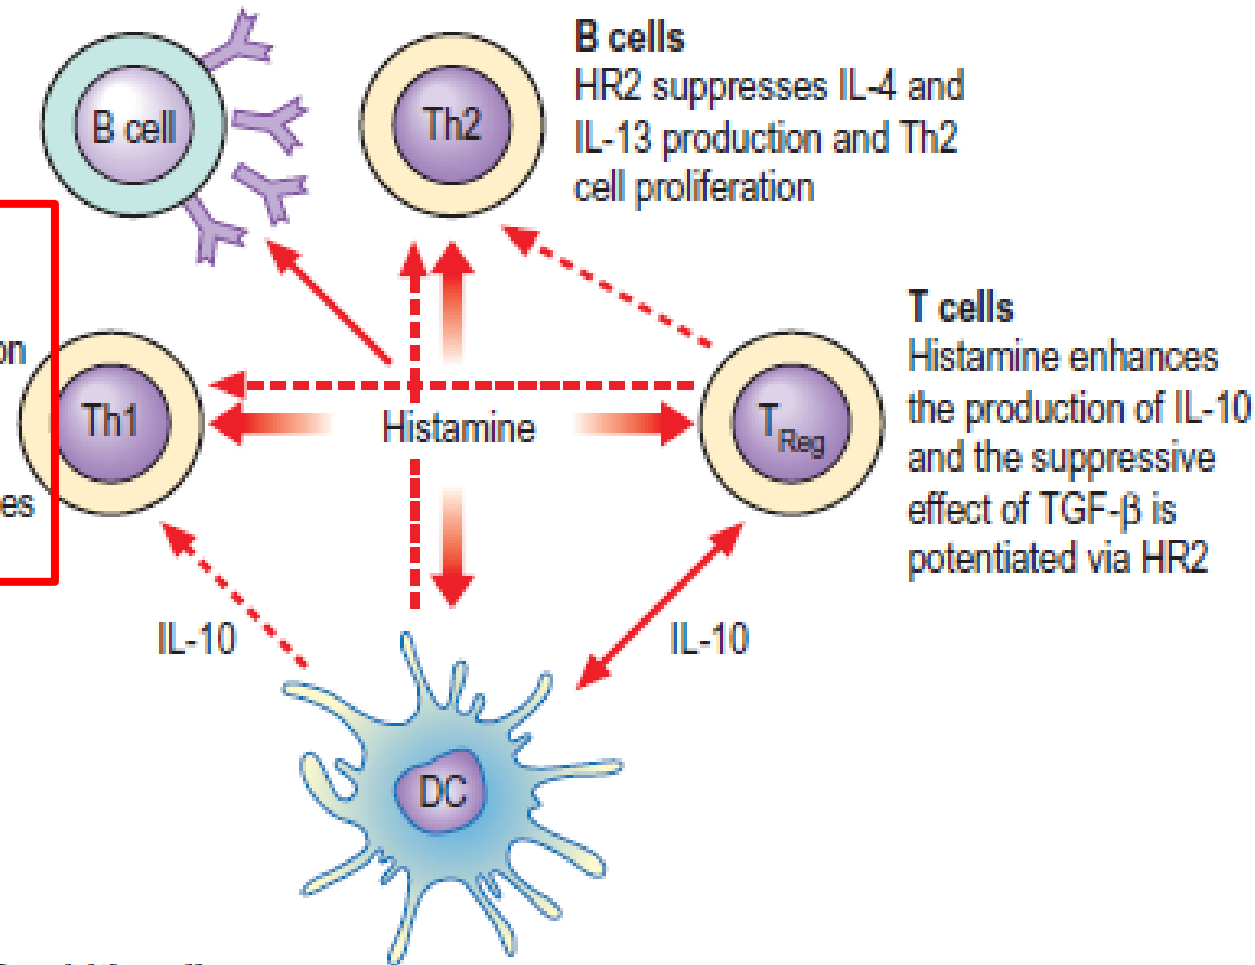 B cell
Th2
B cells
HR2 suppresses IL-4 and
IL-13 production and Th2
cell proliferation
on
Th1
es
Histamine
TReg
T cells
Histamine enhances
the production of IL-10
and the suppressive
effect of TGF-β is
potentiated via HR2
IL-10
IL-10
DC